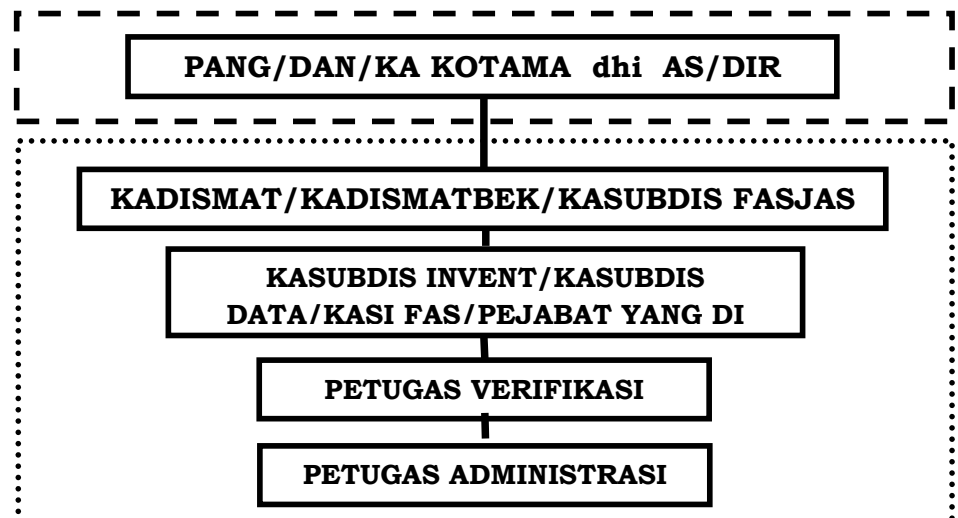 PANG/DAN/KA KOTAMA dhi AS/DIR
KADISMAT/KADISMATBEK/KASUBDIS FASJAS
KASUBDIS INVENT/KASUBDIS
DATA/KASI FAS/PEJABAT YANG DI
PETUGAS VERIFIKASI
PETUGAS ADMINISTRASI